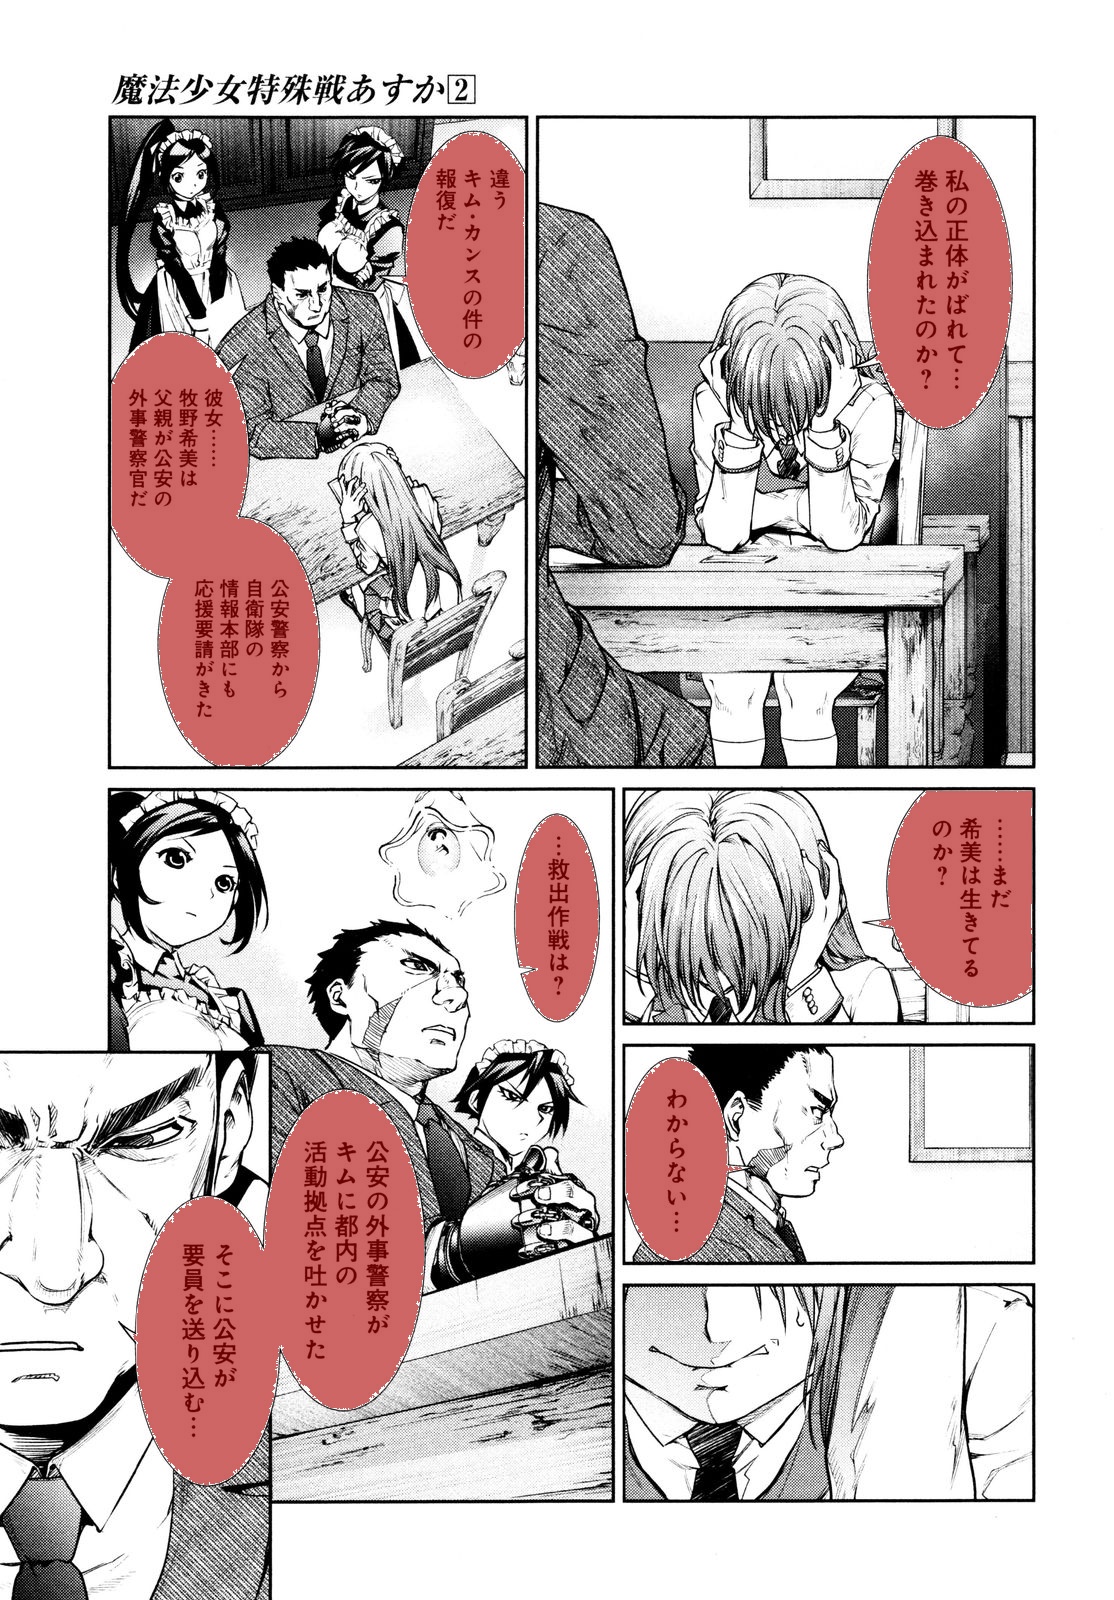 魔法少女特殊戦あすか2
私の正体がばれて…
巻き込まれたのか？
違う
キム・カンスの件の
報復だ
彼女……
牧野希美は
父親が公安の
外事警察官だ
公安警察から
自衛隊の
情報本部にも
応援要請がきた
……まだ
希美は生きてる
のか？
わからない…
…救出作戦は？
公安の外事警察が
キムに都内の
活動拠点を吐かせた
そこに公安が
要員を送り込む…